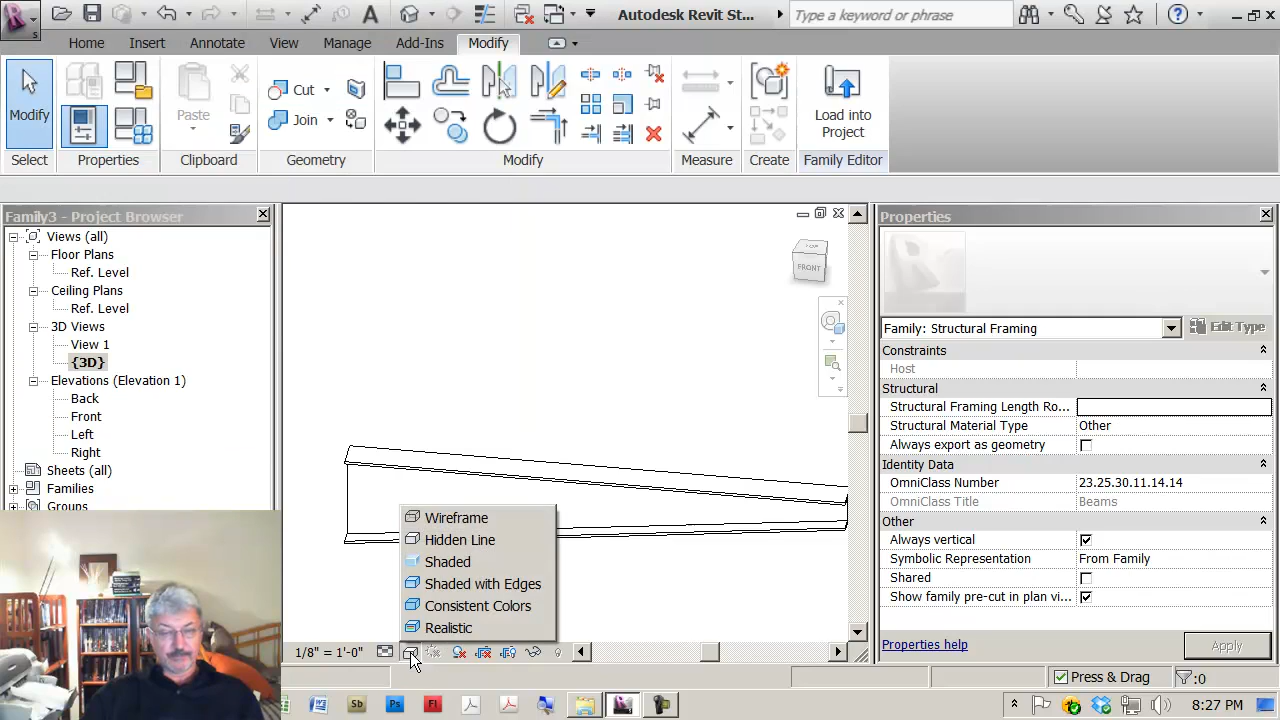 Autodesk Revit St...
Type a keyword or phrase
Home
Insert
Annotate
View
Manage
Add-Ins
Modify
Modify
Paste
Cut
Join
Load into
Project
Select
Properties
Clipboard
Geometry
Modify
Measure
Create
Family Editor
Family3 - Project Browser
Views (all)
Floor Plans
Ref. Level
Ceiling Plans
Ref. Level
3D Views
View 1
{3D}
Elevations (Elevation 1)
Back
Front
Left
Right
Sheets (all)
Families
Groups
TOP
FRONT
Wireframe
Hidden Line
Shaded
Shaded with Edges
Consistent Colors
Realistic
1/8" = 1'-0"
Properties
Family: Structural Framing
Edit Type
Constraints
Host
Structural
Structural Framing Length Ro...
Structural Material Type
Other
Always export as geometry
Identity Data
OmniClass Number
23.25.30.11.14.14
OmniClass Title
Beams
Other
Always vertical
Symbolic Representation
From Family
Shared
Show family pre-cut in plan vi...
Properties help
Apply
Press & Drag
:0
Sb
Ps
Fl
8:27 PM